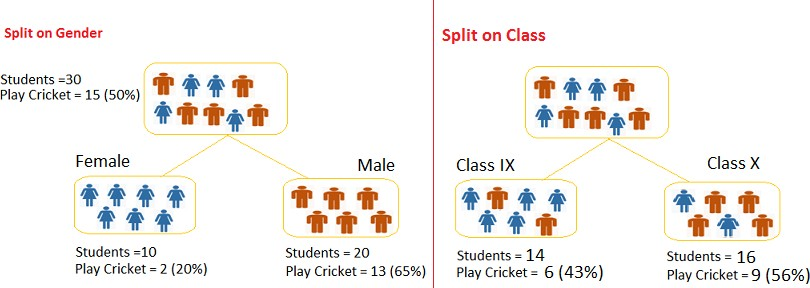 Split on Gender
Students =30
Play Cricket = 15 (50%)
Female
Male
Students =10
Play Cricket = 2 (20%)
Students = 20
Play Cricket = 13 (65%)
Split on Class
Class IX
Class X
Students = 14
Play Cricket = 6 (43%)
Students = 16
Play Cricket = 9 (56%)